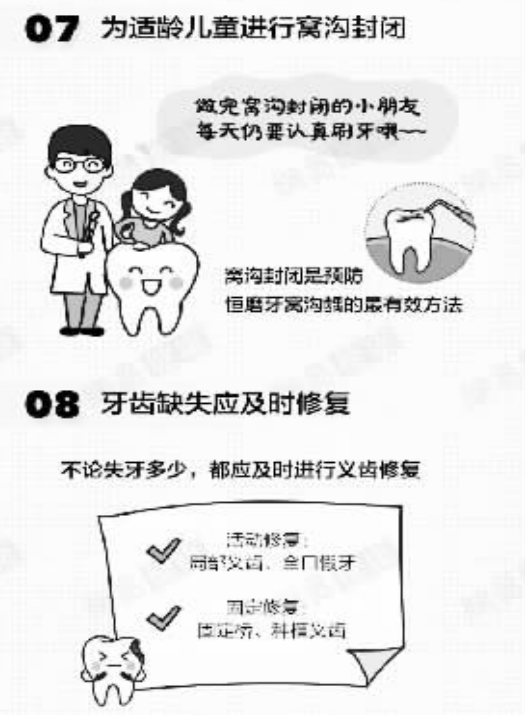 07 为适龄儿童进行窝沟封闭
做完窝沟封闭的小朋友
每天仍要认真刷牙哦~~
窝沟封闭是预防
恒磨牙窝沟龋的最有效方法
08 牙齿缺失应及时修复
不论失牙多少，都应及时进行义齿修复
活动修复：
局部义齿、全口假牙
固定修复：
固定桥、种植义齿